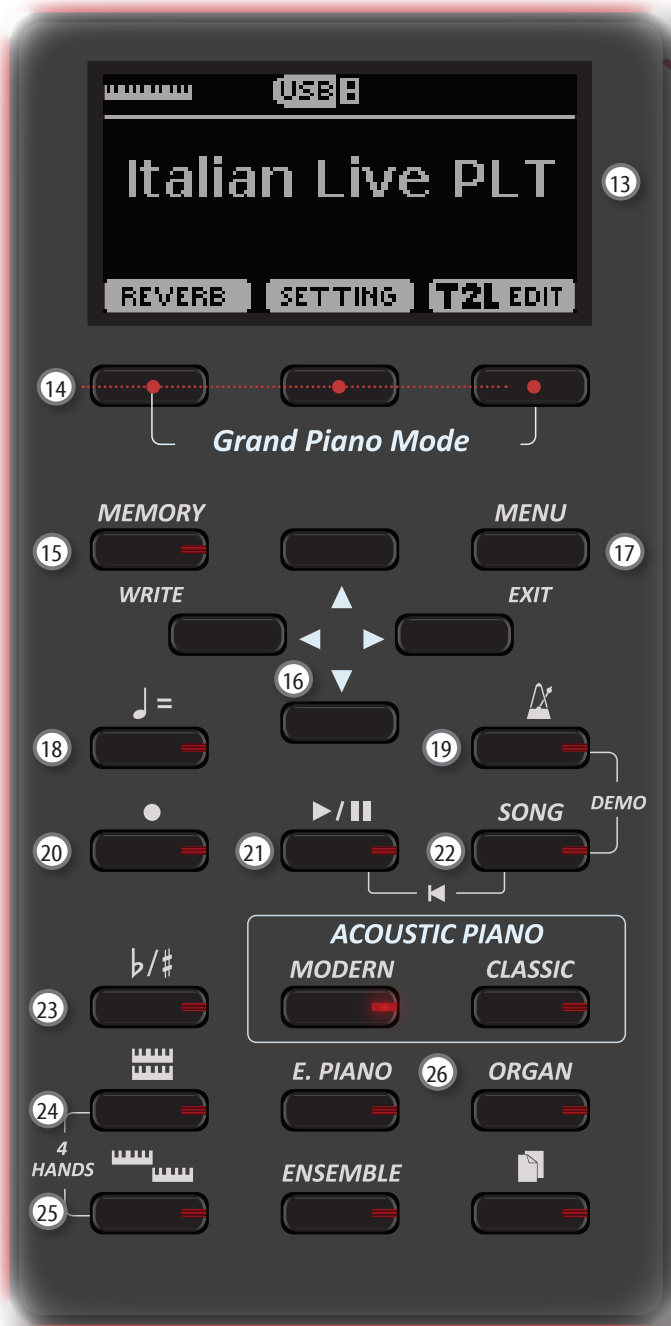 USB
Italian Live PLT
13
REVERB SETTING T2L EDIT
14
Grand Piano Mode
MEMORY MENU
15 17
WRITE EXIT
16
♩=
18 19
● ▶/❚❚ SONG DEMO
20 21 22
ACOUSTIC PIANO
♭/♯ MODERN CLASSIC
23
E. PIANO 26 ORGAN
24
4
HANDS ENSEMBLE
25